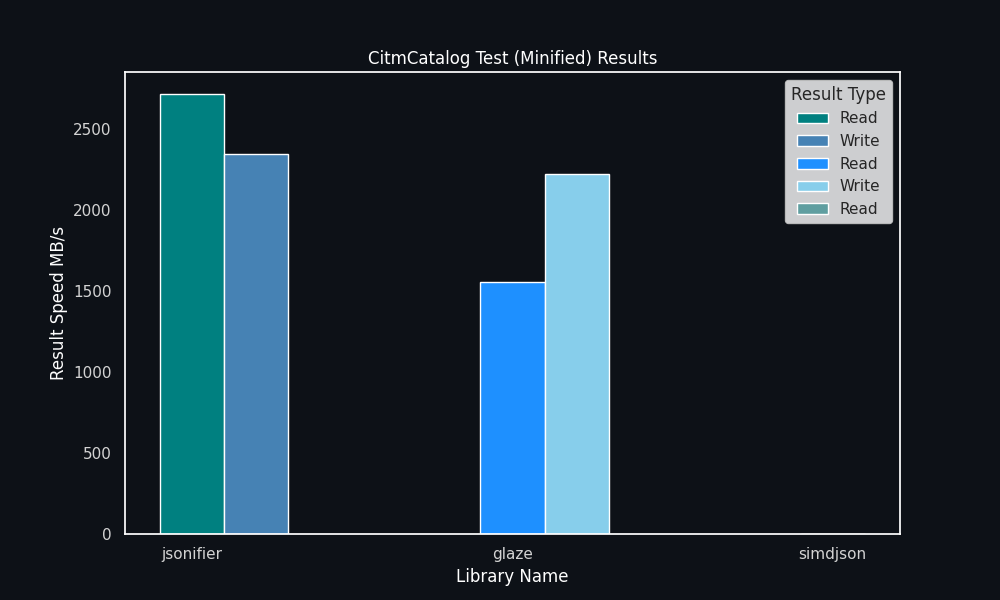 CitmCatalog Test (Minified) Results
Result Type
Read
Write
Read
Write
Read
Result Speed MB/s
2500
2000
1500
1000
500
0
jsonifier
glaze
simdjson
Library Name